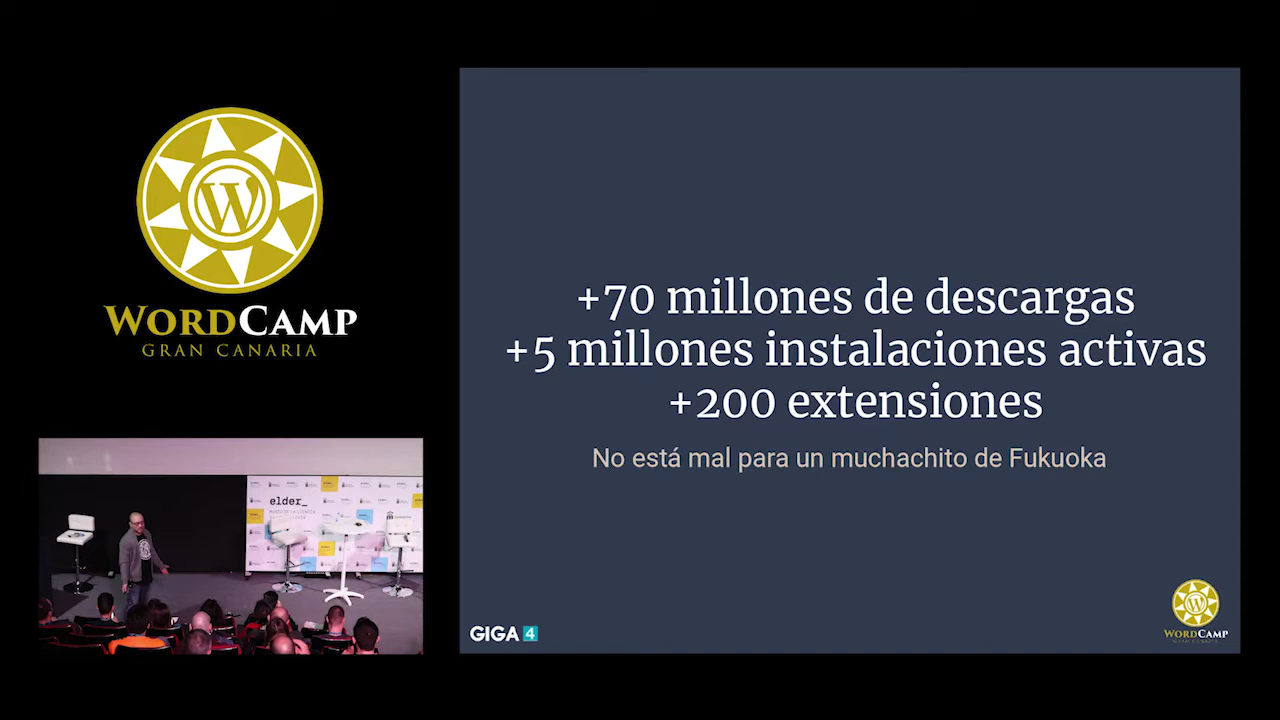 WORDCAMP
GRAN CANARIA
elder_
+70 millones de descargas
+5 millones instalaciones activas
+200 extensiones
No está mal para un muchachito de Fukuoka
GIGA 4
WORDCAMP